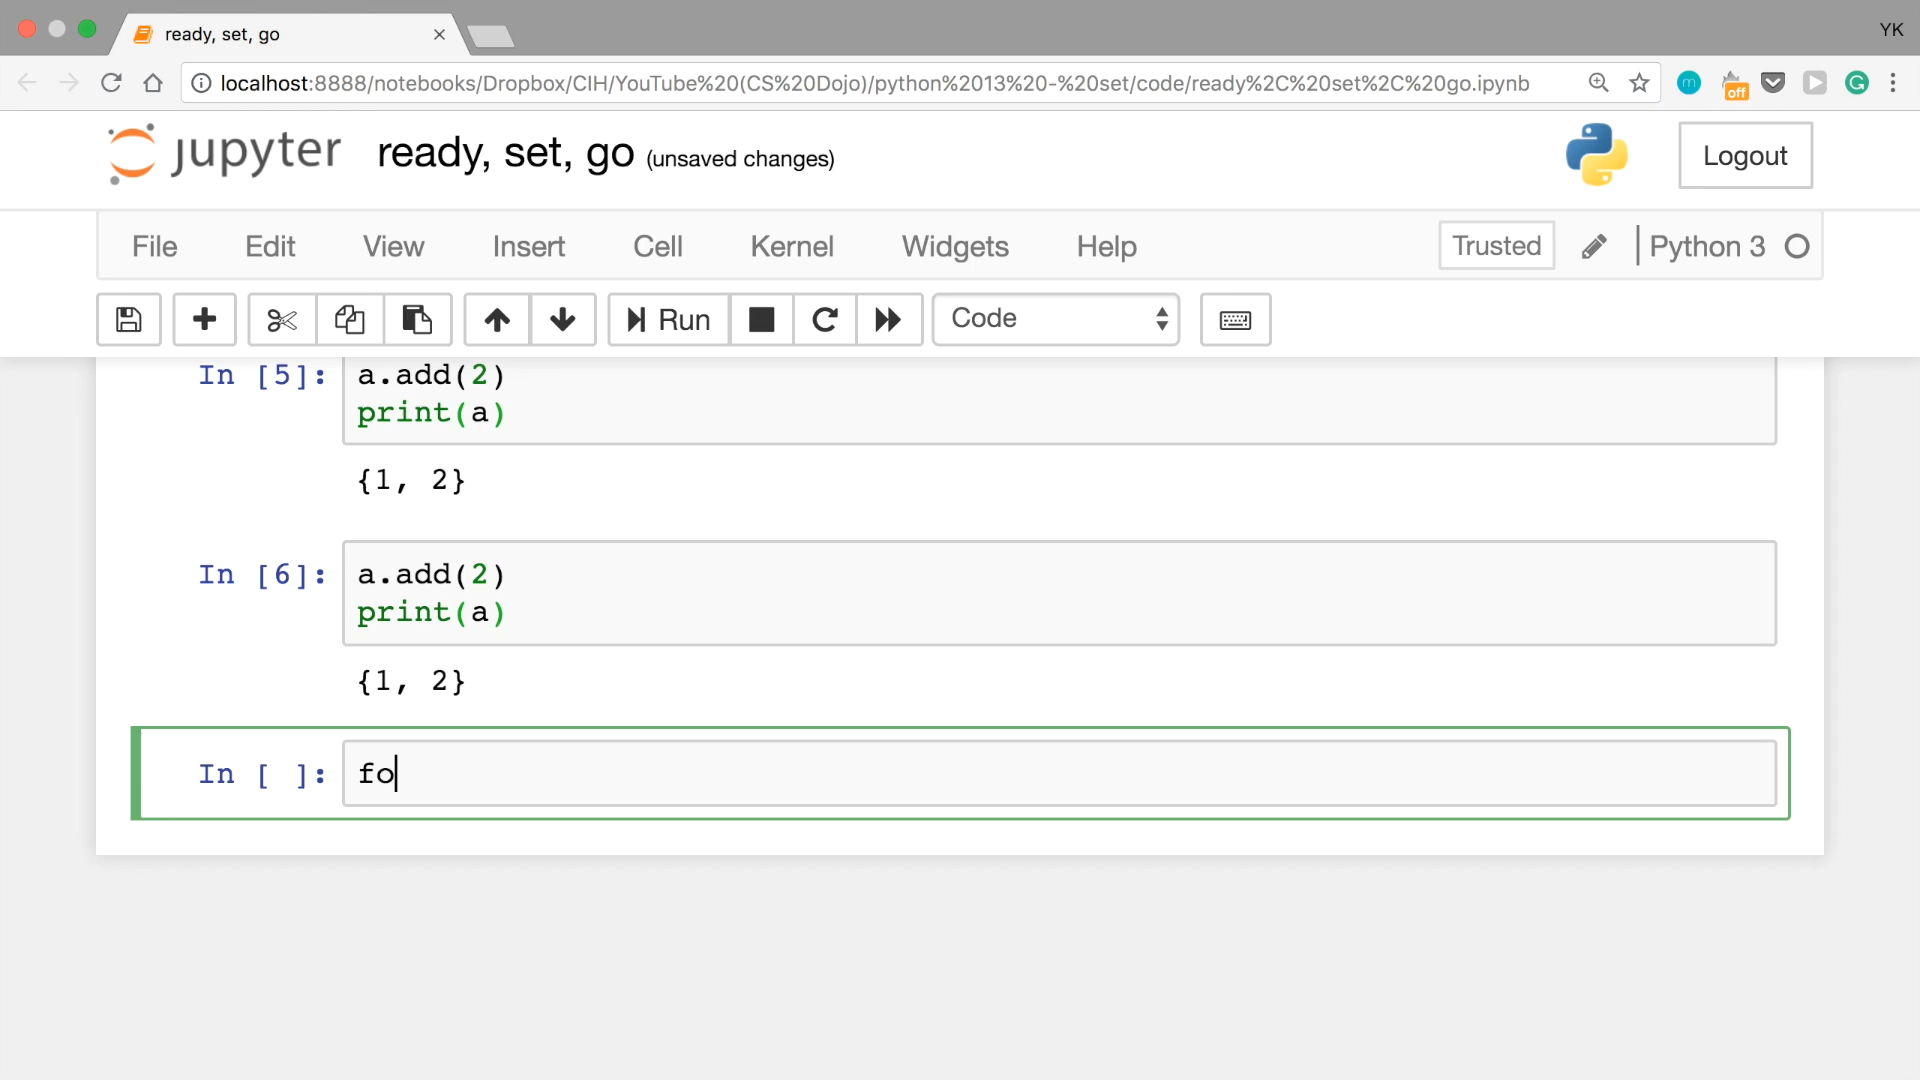 ready, set, go
YK
localhost:8888/notebooks/Dropbox/CIH/YouTube%20(CS%20Dojo)/python%2013%20-%20set/code/ready%2C%20set%2C%20go.ipynb
m
off
G
jupyter ready, set, go (unsaved changes)
Logout
File Edit View Insert Cell Kernel Widgets Help Trusted Python 3
Run Code
In [5]: a.add(2)
print(a)
{1, 2}
In [6]: a.add(2)
print(a)
{1, 2}
In [ ]: fo